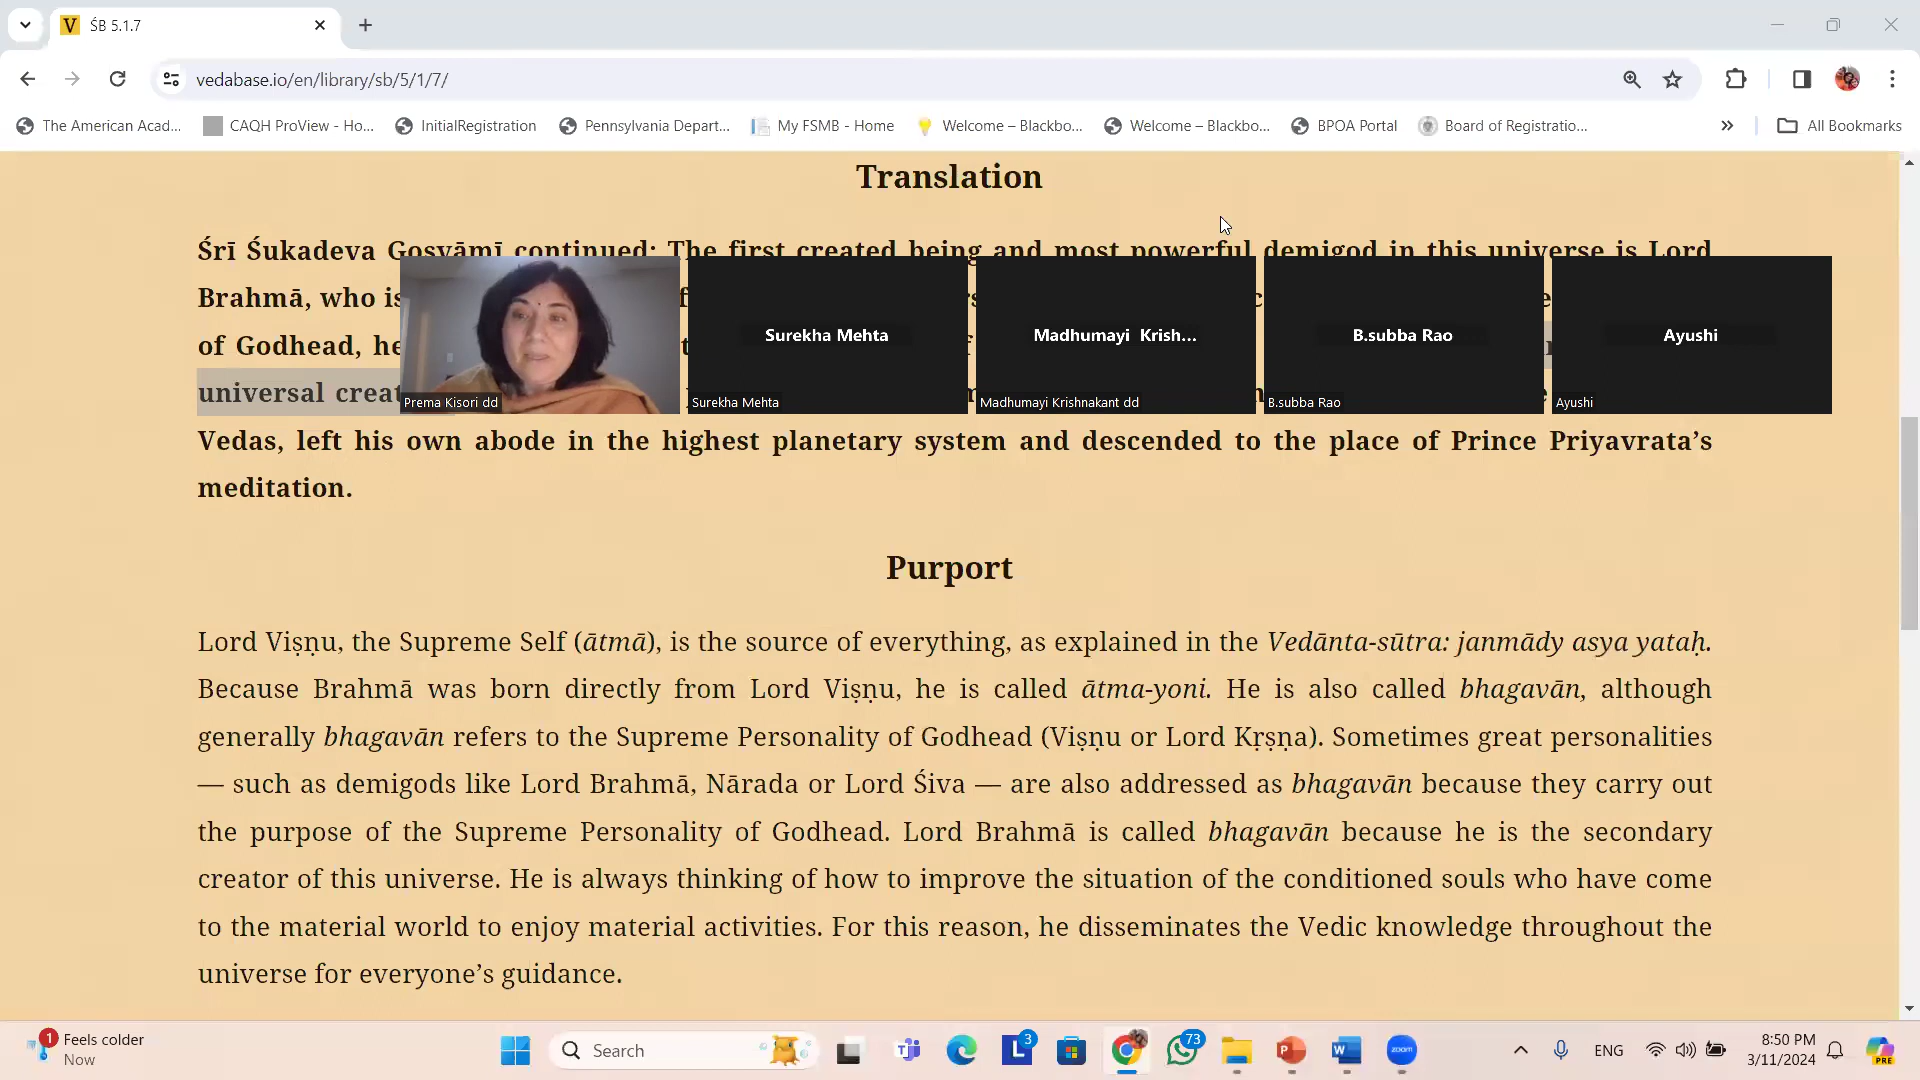 ŚB 5.1.7
vedabase.io/en/library/sb/5/1/7/
The American Acad...
CAQH ProView - Ho...
InitialRegistration
Pennsylvania Depart...
My FSMB - Home
Welcome – Blackbo...
Welcome – Blackbo...
BPOA Portal
Board of Registratio...
All Bookmarks
Translation
Śrī Śukadeva Gosvāmī continued: The first created being and most powerful demigod in this universe is Lord
Brahmā, who is
of Godhead, he
universal creat
Surekha Mehta
Madhumayi Krish...
B.subba Rao
Ayushi
Prema Kisori dd
Surekha Mehta
Madhumayi Krishnakant dd
B.subba Rao
Ayushi
Vedas, left his own abode in the highest planetary system and descended to the place of Prince Priyavrata’s
meditation.
Purport
Lord Viṣṇu, the Supreme Self (ātmā), is the source of everything, as explained in the Vedānta-sūtra: janmādy asya yataḥ.
Because Brahmā was born directly from Lord Viṣṇu, he is called ātma-yoni. He is also called bhagavān, although
generally bhagavān refers to the Supreme Personality of Godhead (Viṣṇu or Lord Kṛṣṇa). Sometimes great personalities
— such as demigods like Lord Brahmā, Nārada or Lord Śiva — are also addressed as bhagavān because they carry out
the purpose of the Supreme Personality of Godhead. Lord Brahmā is called bhagavān because he is the secondary
creator of this universe. He is always thinking of how to improve the situation of the conditioned souls who have come
to the material world to enjoy material activities. For this reason, he disseminates the Vedic knowledge throughout the
universe for everyone’s guidance.
1
Feels colder
Now
Search
3
73
zoom
ENG
8:50 PM
3/11/2024
PRE